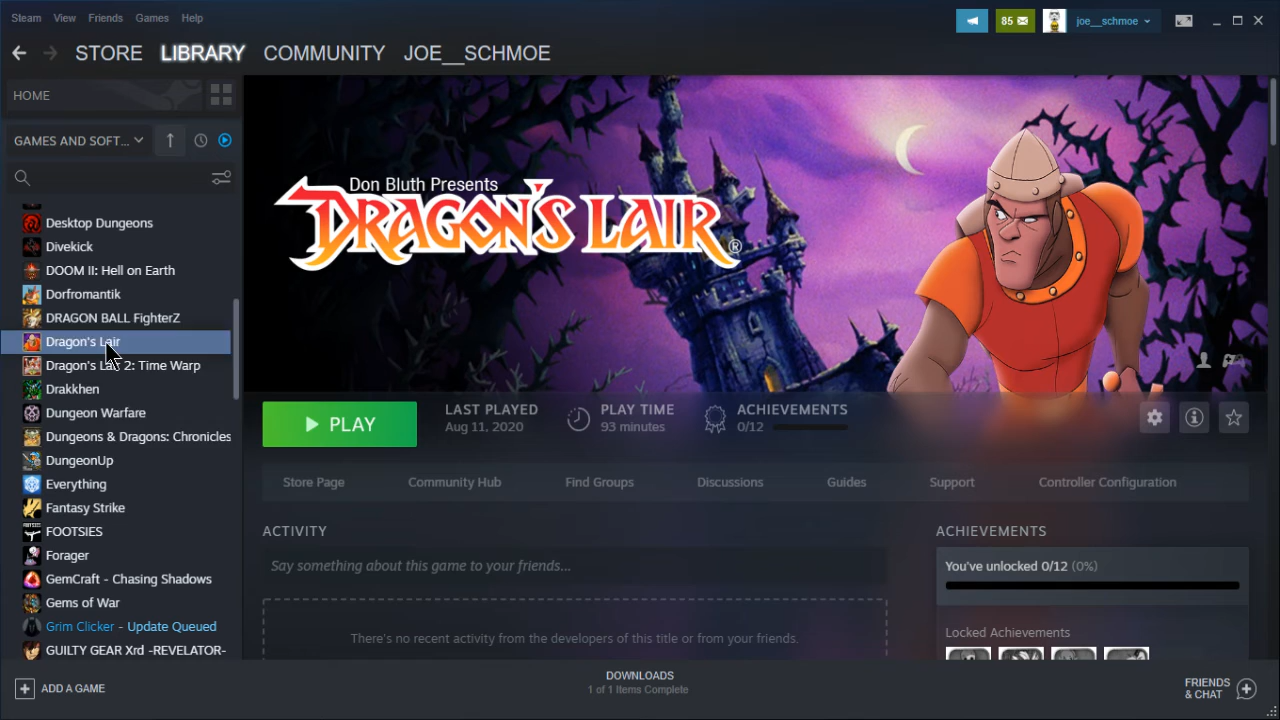 Steam View Friends Games Help
85
joe__schmoe
STORE LIBRARY COMMUNITY JOE__SCHMOE
HOME
GAMES AND SOFT...
Desktop Dungeons
Divekick
DOOM II: Hell on Earth
Dorfromantik
DRAGON BALL FighterZ
Dragon's Lair
Dragon's Lair 2: Time Warp
Drakkhen
Dungeon Warfare
Dungeons & Dragons: Chronicles
DungeonUp
Everything
Fantasy Strike
FOOTSIES
Forager
GemCraft - Chasing Shadows
Gems of War
Grim Clicker - Update Queued
GUILTY GEAR Xrd -REVELATOR-
Don Bluth Presents
DRAGON'S LAIR®
PLAY
LAST PLAYED
Aug 11, 2020
PLAY TIME
93 minutes
ACHIEVEMENTS
0/12
Store Page Community Hub Find Groups Discussions Guides Support Controller Configuration
ACTIVITY
Say something about this game to your friends...
There's no recent activity from the developers of this title or from your friends.
ACHIEVEMENTS
You've unlocked 0/12 (0%)
Locked Achievements
ADD A GAME
DOWNLOADS
1 of 1 Items Complete
FRIENDS
& CHAT